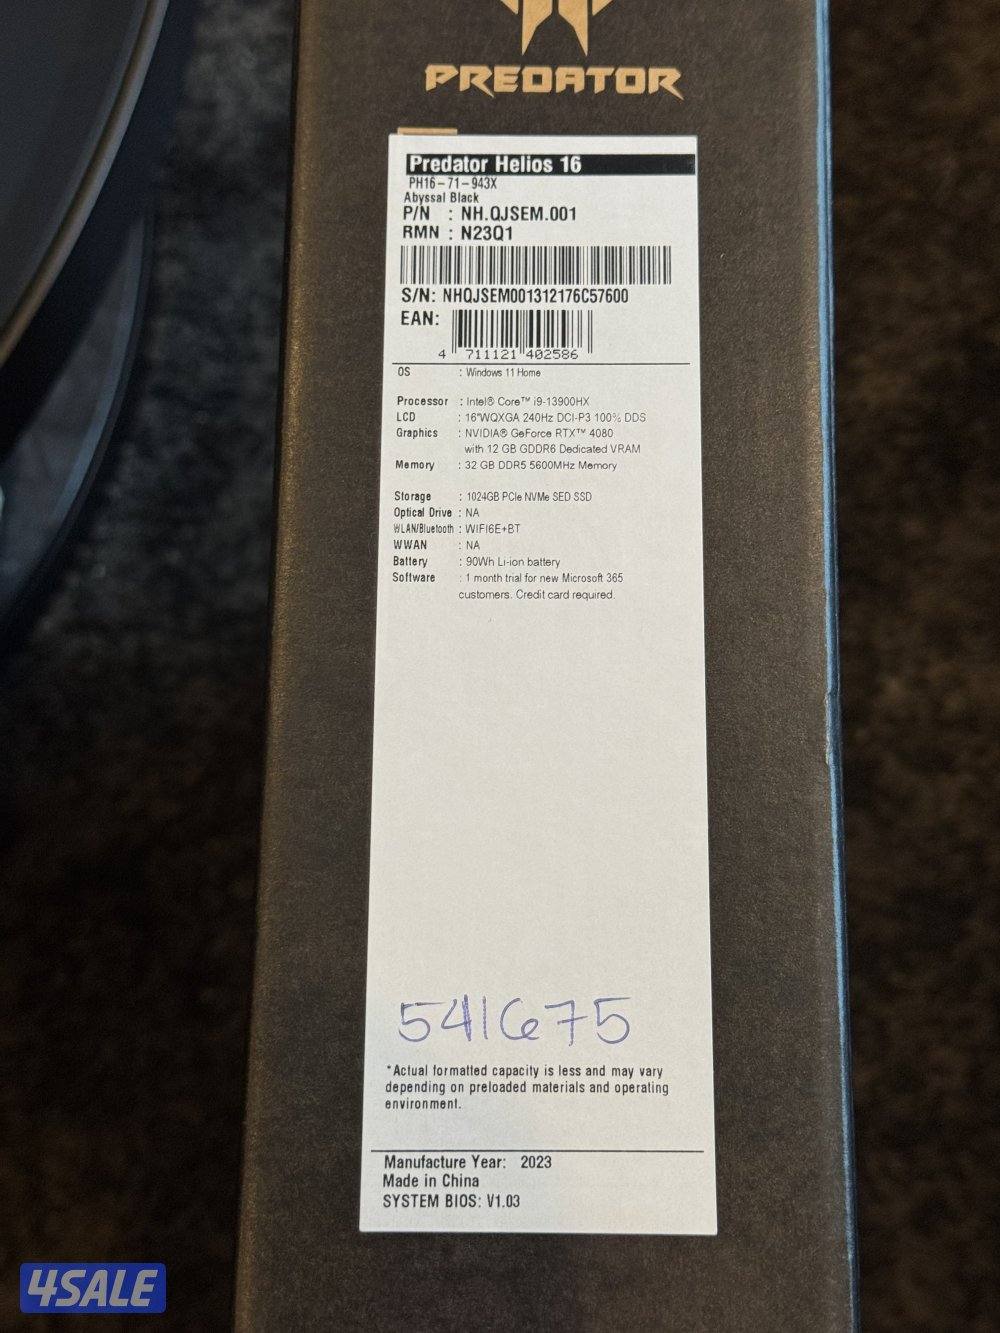 PREDATOR
Predator Helios 16
PH16-71-943X
Abyssal Black
P/N : NH.QJSEM.001
RMN : N23Q1
S/N: NHQJSEM001312176C57600
EAN:
4 711121 402586
OS : Windows 11 Home
Processor : Intel® Core™ i9-13900HX
LCD : 16"WQXGA 240Hz DCI-P3 100% DDS
Graphics : NVIDIA® GeForce RTX™ 4080
with 12 GB GDDR6 Dedicated VRAM
Memory : 32 GB DDR5 5600MHz Memory
Storage : 1024GB PCIe NVMe SED SSD
Optical Drive : NA
WLAN/Bluetooth : WIFI6E+BT
WWAN : NA
Battery : 90Wh Li-ion battery
Software : 1 month trial for new Microsoft 365
customers. Credit card required.
541675
*Actual formatted capacity is less and may vary
depending on preloaded materials and operating
environment.
Manufacture Year: 2023
Made in China
SYSTEM BIOS: V1.03
4SALE